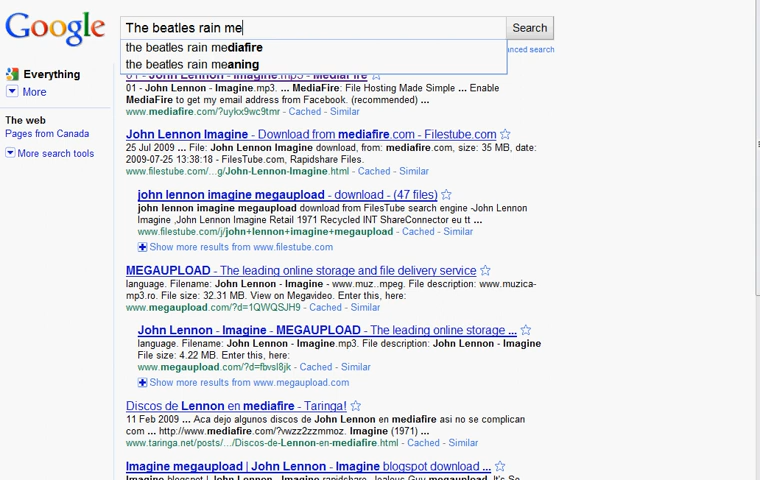 Google
The beatles rain me
Search
the beatles rain mediafire
the beatles rain meaning
anced search
Everything
More
The web
Pages from Canada
More search tools
01 - John Lennon - Imagine.mp3 - MediaFire
01 - John Lennon - Imagine.mp3. ... MediaFire: File Hosting Made Simple ... Enable
MediaFire to get my email address from Facebook. (recommended) ...
www.mediafire.com/?uykx9wc9tmr - Cached - Similar
John Lennon Imagine - Download from mediafire.com - Filestube.com
25 Jul 2009 ... File: John Lennon Imagine download, from: mediafire.com, size: 35 MB, date:
2009-07-25 13:38:18 - FilesTube.com, Rapidshare Files.
www.filestube.com/...g/John-Lennon-Imagine.html - Cached - Similar
john lennon imagine megaupload - download - (47 files)
john lennon imagine megaupload download from FilesTube search engine -John Lennon
Imagine ,John Lennon Imagine Retail 1971 Recycled INT ShareConnector eu tt ...
www.filestube.com/j/john+lennon+imagine+megaupload - Cached - Similar
Show more results from www.filestube.com
MEGAUPLOAD - The leading online storage and file delivery service
language. Filename: John Lennon - Imagine - www.muz..mpeg. File description: www.muzica-
mp3.ro. File size: 32.31 MB. View on Megavideo. Enter this, here:
www.megaupload.com/?d=1QWQSJH9 - Cached - Similar
John Lennon - Imagine - MEGAUPLOAD - The leading online storage ...
language. Filename: John Lennon - Imagine.mp3. File description: John Lennon - Imagine
File size: 4.22 MB. Enter this, here:
www.megaupload.com/?d=fbvsl8jk - Cached - Similar
Show more results from www.megaupload.com
Discos de Lennon en mediafire - Taringa!
11 Feb 2009 ... Aca dejo algunos discos de John Lennon en mediafire asi no se complican
com ... http://www.mediafire.com/?wzz2zzmmoz. Imagine (1971) ...
www.taringa.net/posts/.../Discos-de-Lennon-en-mediafire.html - Cached - Similar
Imagine megaupload | John Lennon - Imagine blogspot download ...
Imagine blogspot | John Lennon - Imagine rapidshare. Jealous Guy megaupload. It's So